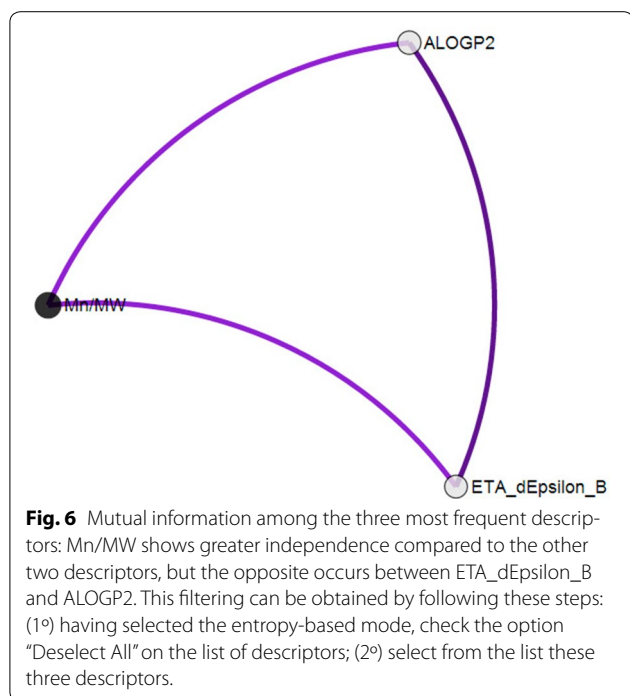 ALOGP2
Mn/MW
ETA_dEpsilon_B
Fig. 6 Mutual information among the three most frequent descrip-
tors: Mn/MW shows greater independence compared to the other
two descriptors, but the opposite occurs between ETA_dEpsilon_B
and ALOGP2. This filtering can be obtained by following these steps:
(1º) having selected the entropy-based mode, check the option
"Deselect All" on the list of descriptors; (2º) select from the list these
three descriptors.